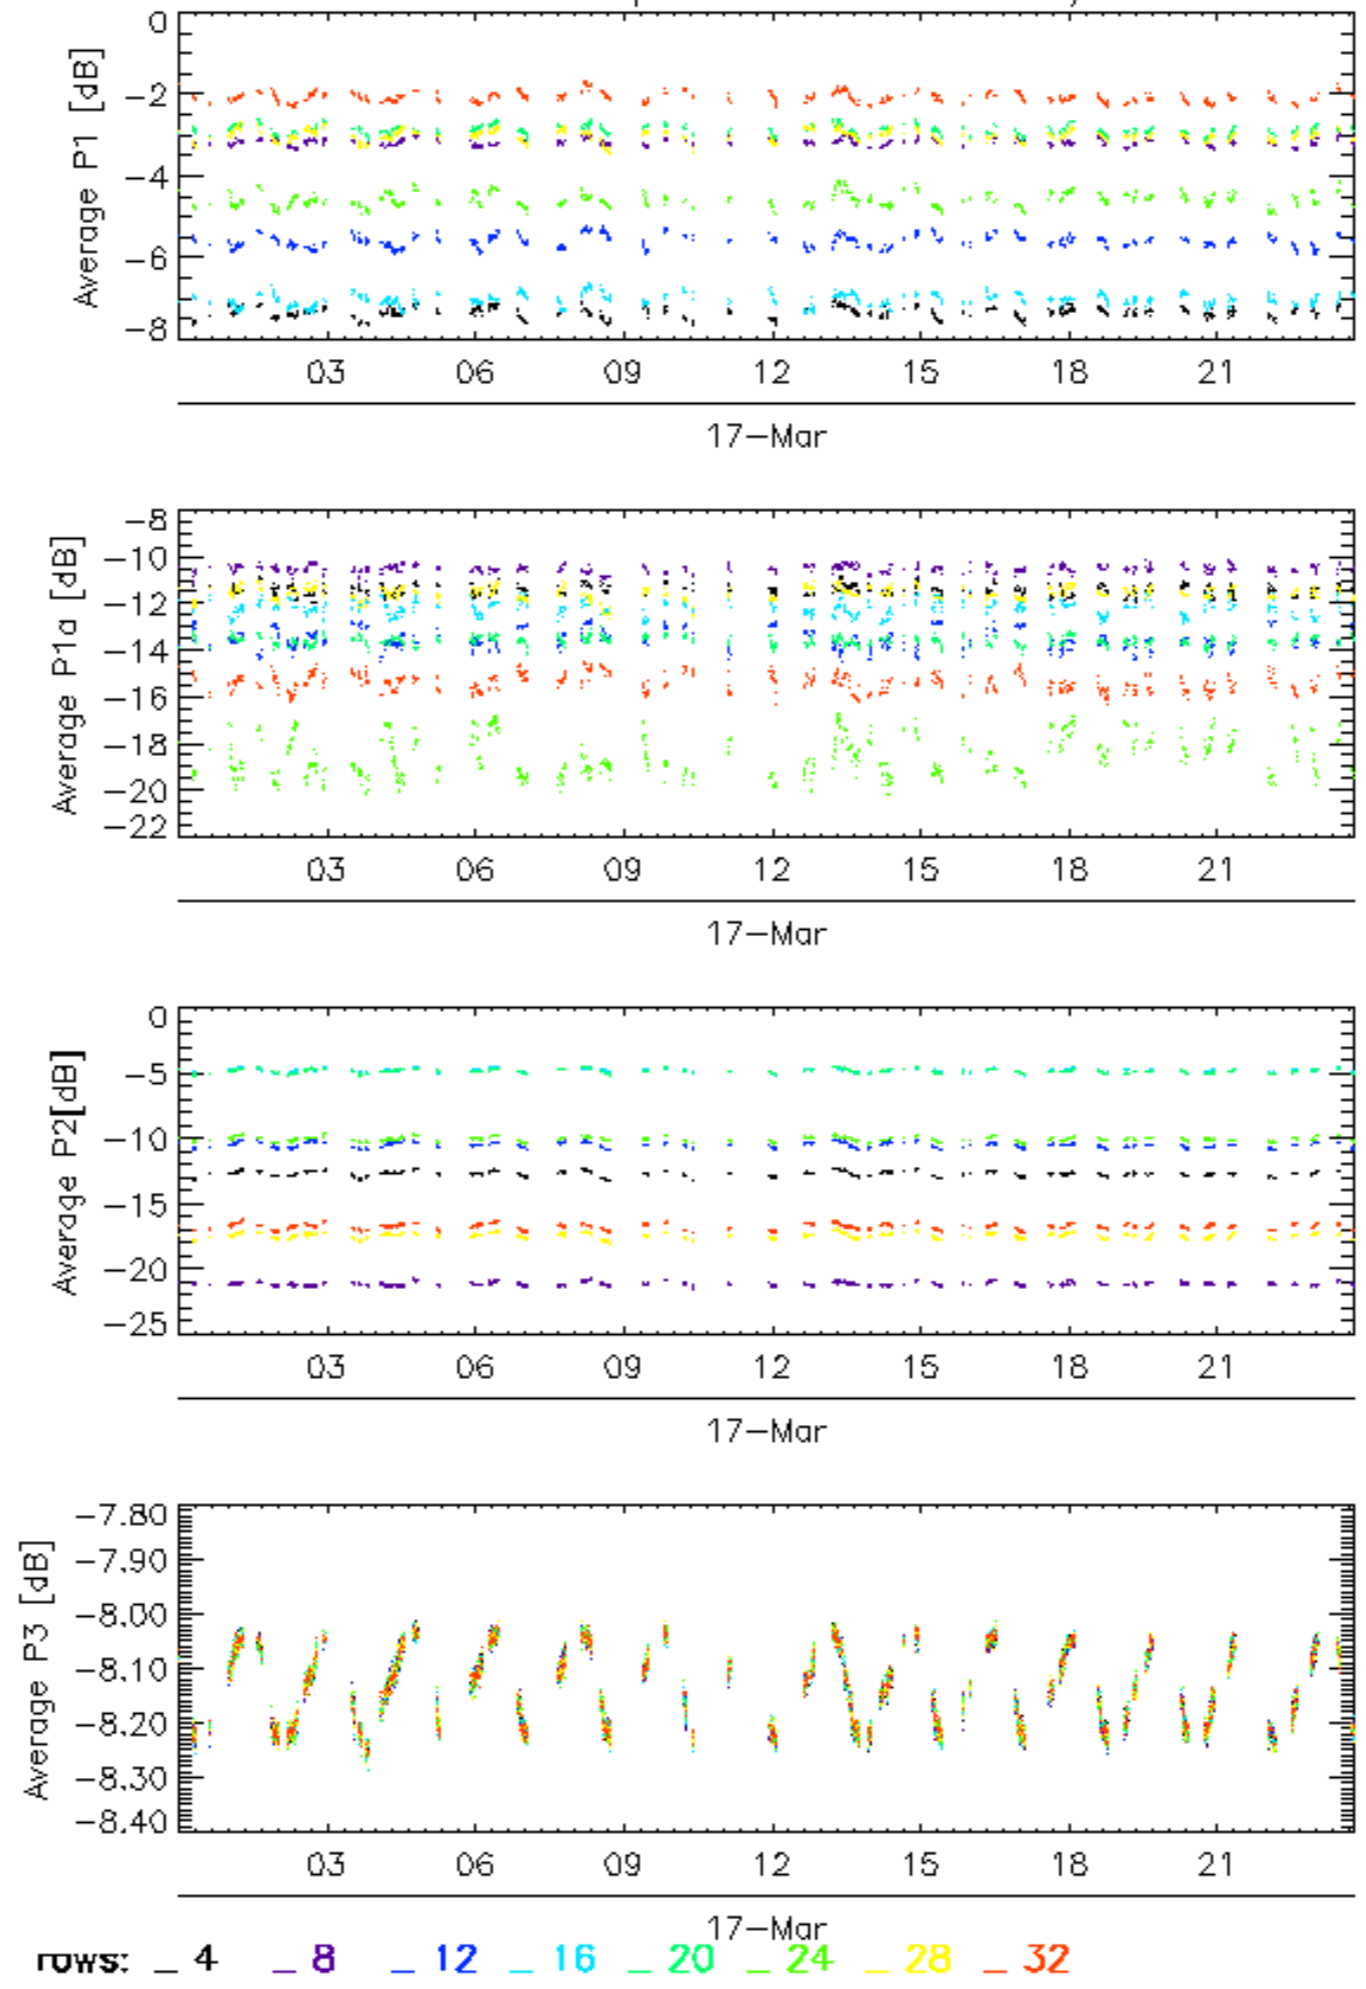 Average P1 [dB]
0
−2
−4
−6
−8
03 06 09 12 15 18 21
17−Mar
Average P1a [dB]
−8
−10
−12
−14
−16
−18
−20
−22
03 06 09 12 15 18 21
17−Mar
Average P2[dB]
0
−5
−10
−15
−20
−25
03 06 09 12 15 18 21
17−Mar
Average P3 [dB]
−7.80
−7.90
−8.00
−8.10
−8.20
−8.30
−8.40
03 06 09 12 15 18 21
17−Mar
rows: _ 4 _ 8 _ 12 _ 16 _ 20 _ 24 _ 28 _ 32